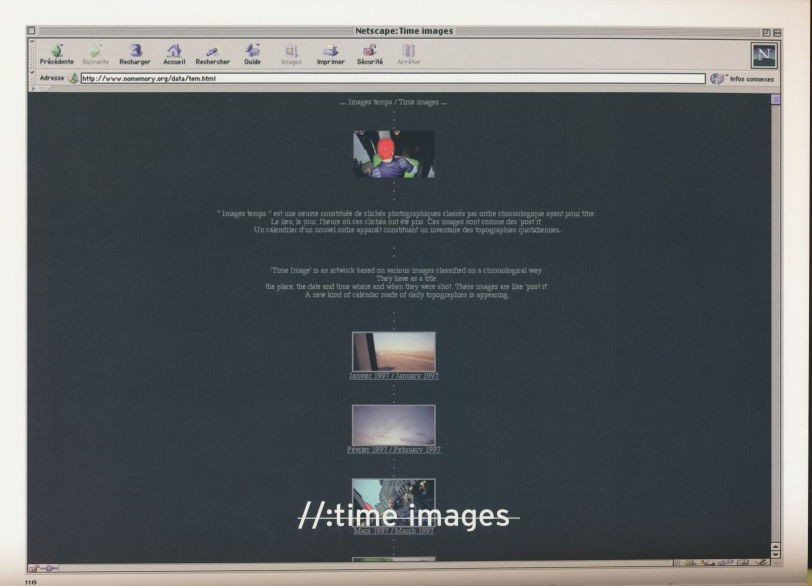 Netscape: Time images
Précédente Suivante Recharger Accueil Rechercher Guide Images Imprimer Sécurité Arrêter
N
Adresse : http://www.nomemory.org/data/tem.html Infos connexes
... Images temps / Time images ...
" Images temps " est une oeuvre constituée de clichés photographiques classés par ordre chronologique ayant pour titre:
Le lieu, le jour, l'heure où ces clichés ont été pris. Ces images sont comme des 'post it'.
Un calendrier d'un nouvel ordre apparaît constituant un inventaire des topographies quotidiennes.
'Time Image' is an artwork based on various images classified on a chronological way.
They have as a title:
the place, the date and time where and when they were shot. These images are like 'post it'.
A new kind of calendar made of daily topographies is appearing.
Janvier 1997 / January 1997
Février 1997 / February 1997
//:time images
Mars 1997 / March 1997
118